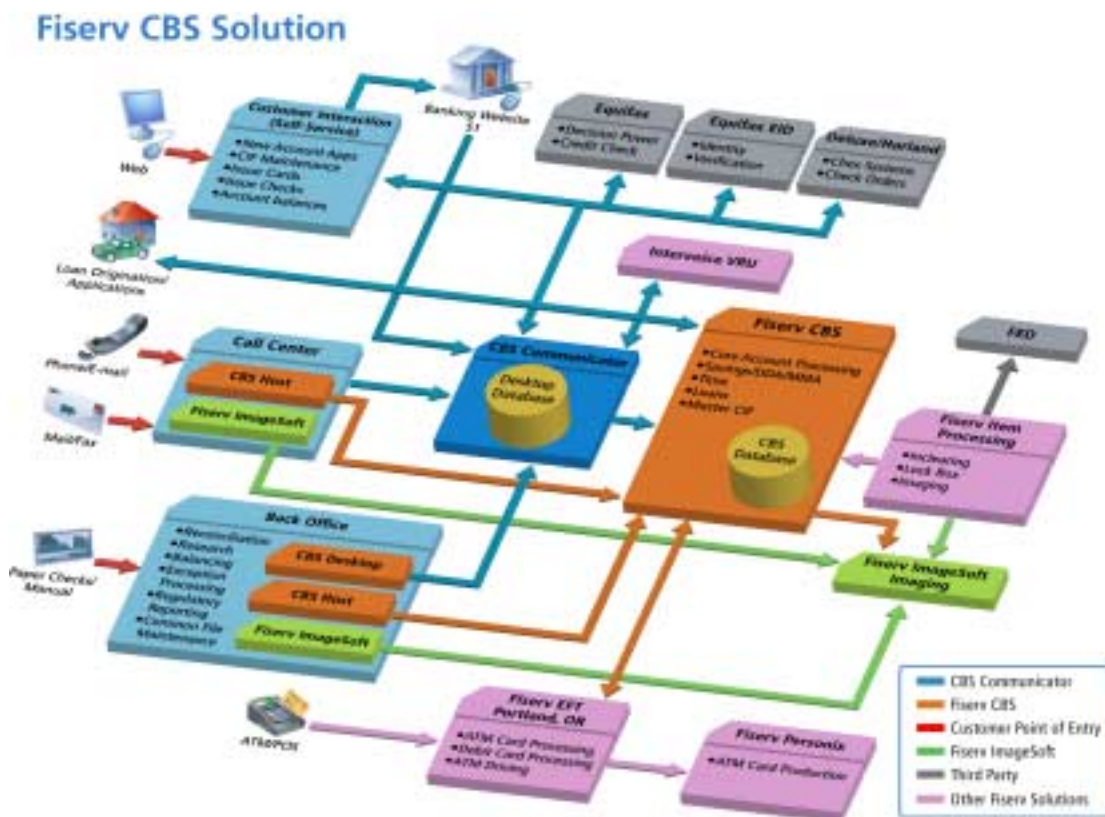 Fiserv CBS Solution
Web
Customer Interaction
(Self-Service)
New Account Apps
CIF Maintenance
Issue Cards
Issue Checks
Account Balances
Banking Website
S1
Equifax
Decision Power
Credit Check
Equifax EID
Identity
Verification
Deluxe/Harland
Chex Systems
Check Orders
Loan Origination/
Applications
Intervoice VRU
Phone/E-mail
Mail/Fax
Call Center
CBS Host
Fiserv ImageSoft
CBS Communicator
Desktop
Database
Fiserv CBS
Core Account Processing
Savings/DDA/MMA
Time
Loans
Master CIF
CBS
Database
FED
Fiserv Item
Processing
Inclearing
Lock Box
Imaging
Fiserv ImageSoft
Imaging
Paper Checks/
Manual
Back Office
Reconciliation
Research
Balancing
Exception
Processing
Regulatory
Reporting
Common File
Maintenance
CBS Desktop
CBS Host
Fiserv ImageSoft
ATM/POS
Fiserv EFT
Portland, OR
ATM Card Processing
Debit Card Processing
ATM Driving
Fiserv Personix
ATM Card Production
CBS Communicator
Fiserv CBS
Customer Point of Entry
Fiserv ImageSoft
Third Party
Other Fiserv Solutions